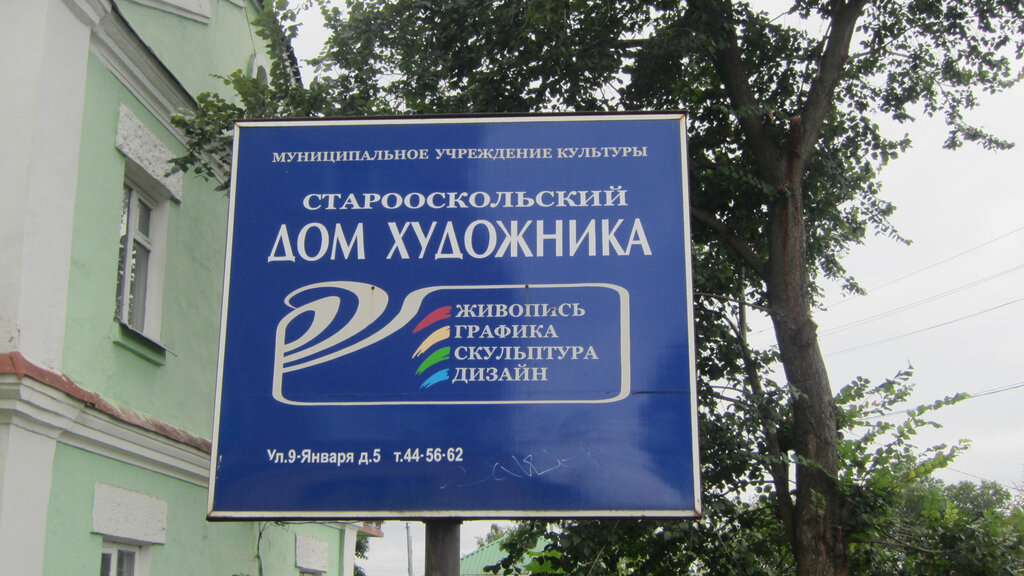 МУНИЦИПАЛЬНОЕ УЧРЕЖДЕНИЕ КУЛЬТУРЫ
СТАРООСКОЛЬСКИЙ
ДОМ ХУДОЖНИКА
ЖИВОПИСЬ
ГРАФИКА
СКУЛЬПТУРА
ДИЗАЙН
Ул.9-Января д.5 т.44-56-62